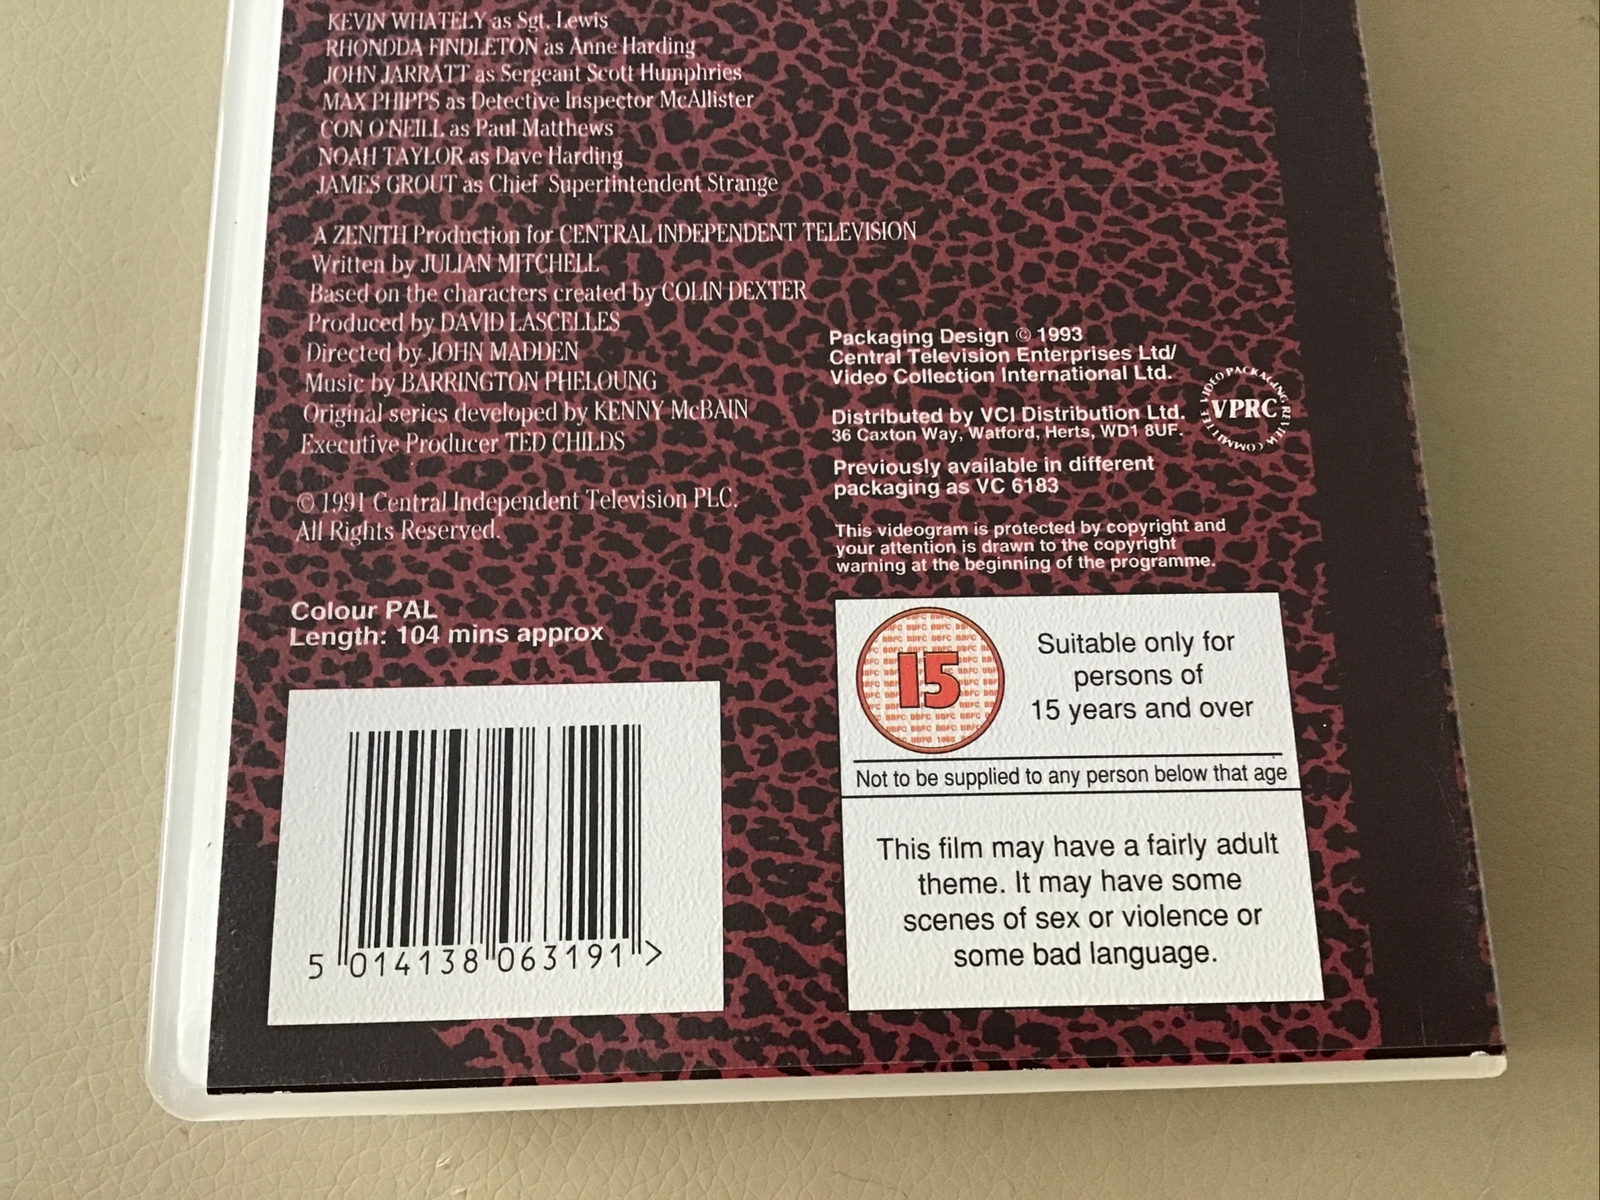 KEVIN WHATELY as Sgt. Lewis
RHONDDA FINDLETON as Anne Harding
JOHN JARRATT as Sergeant Scott Humphries
MAX PHIPPS as Detective Inspector McAllister
CON O'NEILL as Paul Matthews
NOAH TAYLOR as Dave Harding
JAMES GROUT as Chief Supertintendent Strange
A ZENITH Production for CENTRAL INDEPENDENT TELEVISION
Written by JULIAN MITCHELL
Based on the characters created by COLIN DEXTER
Produced by DAVID LASCELLES
Directed by JOHN MADDEN
Music by BARRINGTON PHELOUNG
Original series developed by KENNY McBAIN
Executive Producer TED CHILDS
© 1991 Central Independent Television PLC.
All Rights Reserved.
Colour PAL
Length: 104 mins approx
5 014138 063191 >
Packaging Design © 1993
Central Television Enterprises Ltd/
Video Collection International Ltd.
Distributed by VCI Distribution Ltd.
36 Caxton Way, Watford, Herts, WD1 8UF.
VIDEO PACKAGING REVIEW COMMITTEE
VPRC
Previously available in different
packaging as VC 6183
This videogram is protected by copyright and
your attention is drawn to the copyright
warning at the beginning of the programme.
15
Suitable only for
persons of
15 years and over
Not to be supplied to any person below that age
This film may have a fairly adult
theme. It may have some
scenes of sex or violence or
some bad language.